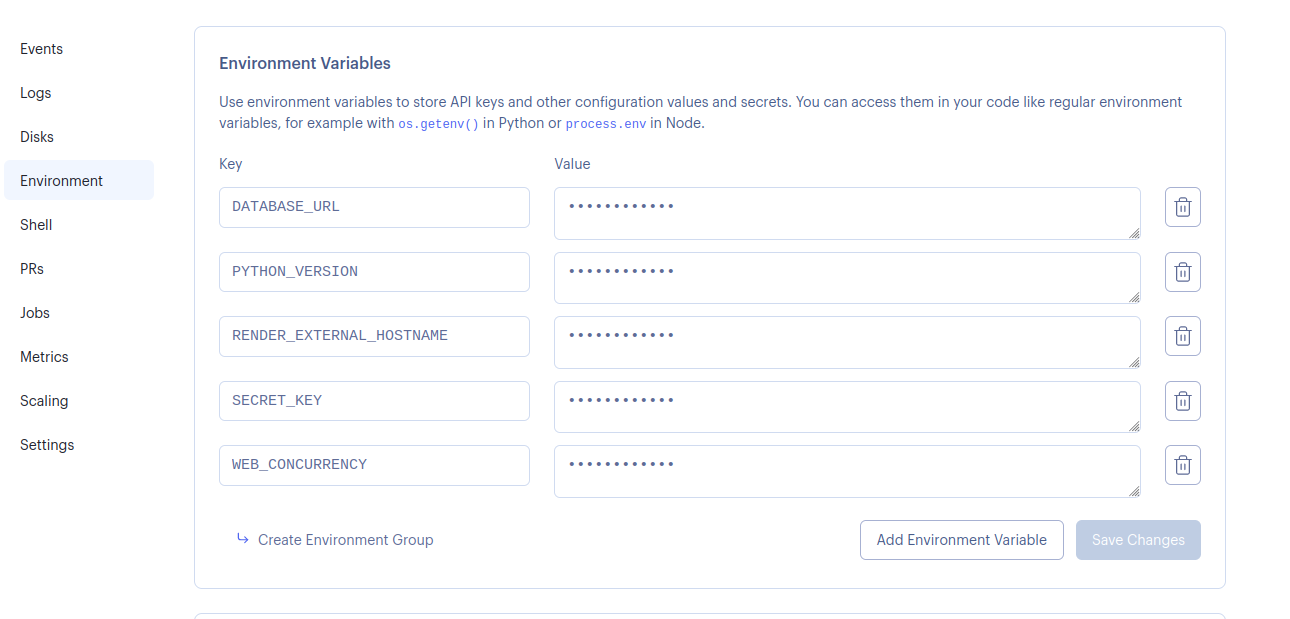 Events
Logs
Disks
Environment
Shell
PRs
Jobs
Metrics
Scaling
Settings
Environment Variables
Use environment variables to store API keys and other configuration values and secrets. You can access them in your code like regular environment
variables, for example with os.getenv() in Python or process.env in Node.
Key Value
DATABASE_URL ••••••••••••
PYTHON_VERSION ••••••••••••
RENDER_EXTERNAL_HOSTNAME ••••••••••••
SECRET_KEY ••••••••••••
WEB_CONCURRENCY ••••••••••••
Create Environment Group Add Environment Variable Save Changes